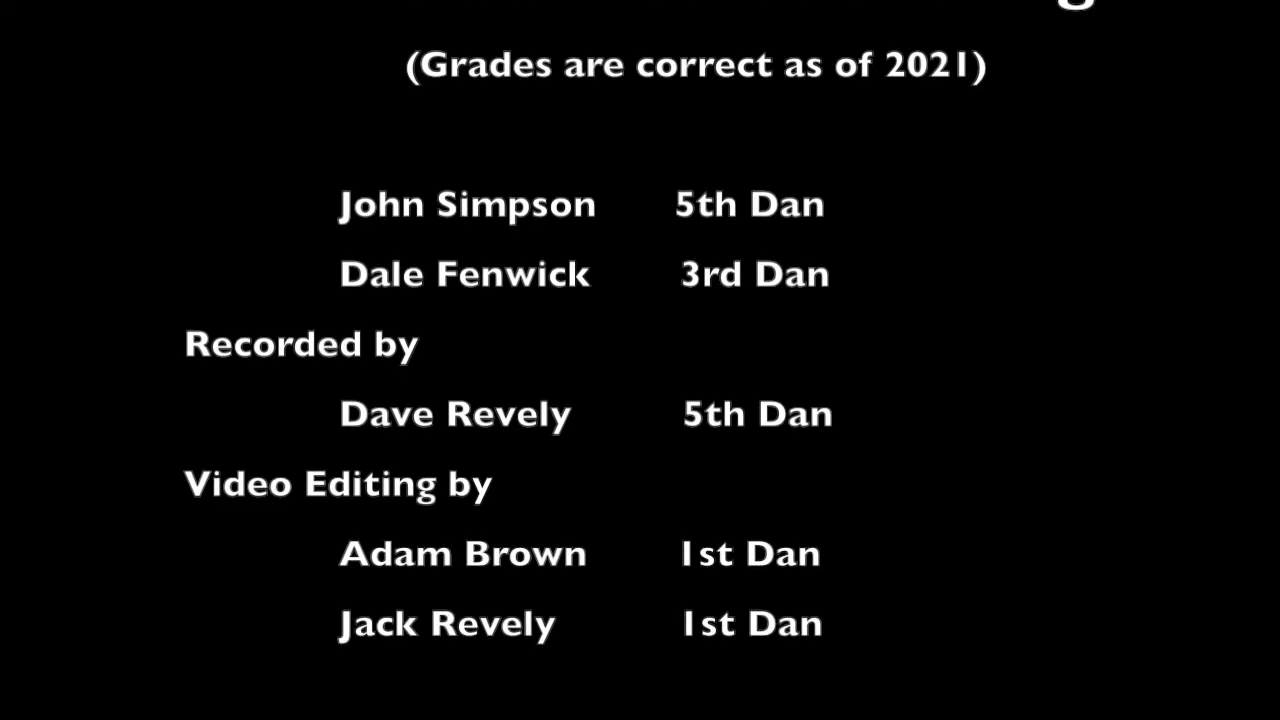 (Grades are correct as of 2021)
John Simpson 5th Dan
Dale Fenwick 3rd Dan
Recorded by
Dave Revely 5th Dan
Video Editing by
Adam Brown 1st Dan
Jack Revely 1st Dan